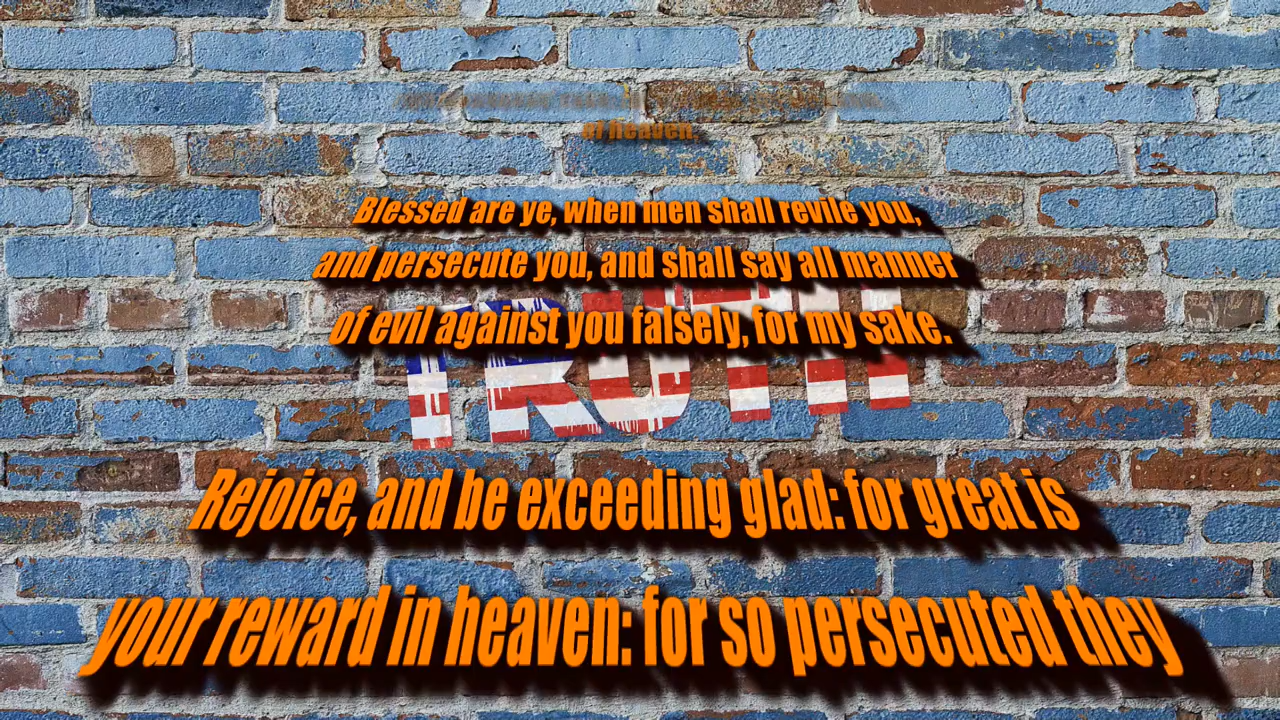 of heaven.
Blessed are ye, when men shall revile you,
and persecute you, and shall say all manner
of evil against you falsely, for my sake.
TRUTH
Rejoice, and be exceeding glad: for great is
your reward in heaven: for so persecuted they